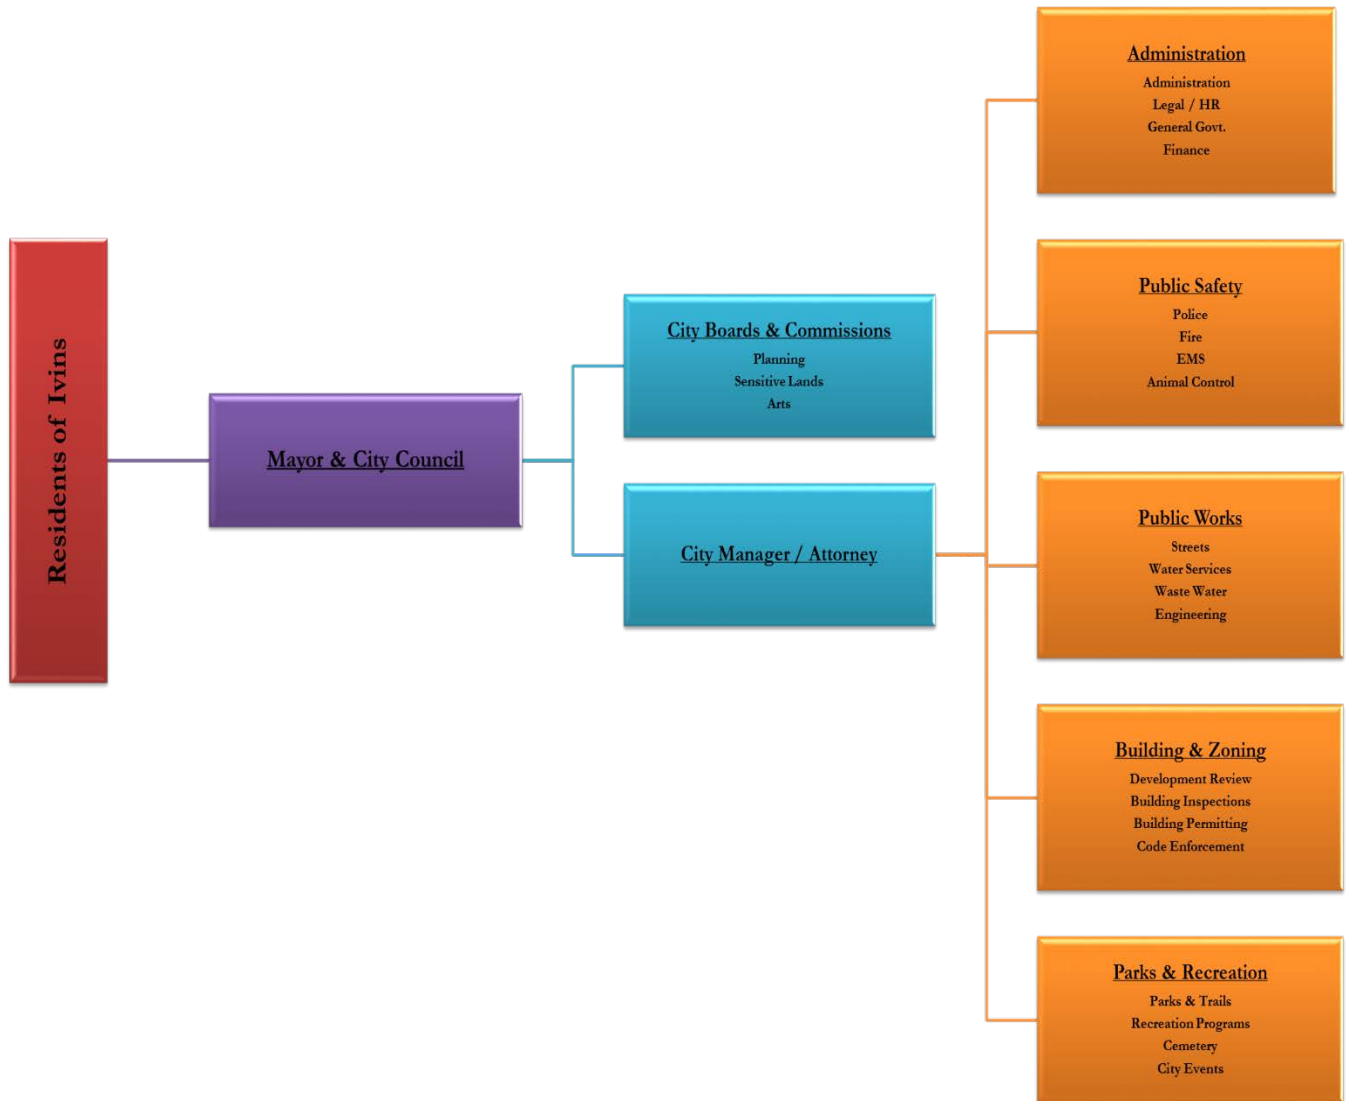 Residents of Ivins
Mayor & City Council
City Boards & Commissions
Planning
Sensitive Lands
Arts
City Manager / Attorney
Administration
Administration
Legal / HR
General Govt.
Finance
Public Safety
Police
Fire
EMS
Animal Control
Public Works
Streets
Water Services
Waste Water
Engineering
Building & Zoning
Development Review
Building Inspections
Building Permitting
Code Enforcement
Parks & Recreation
Parks & Trails
Recreation Programs
Cemetery
City Events